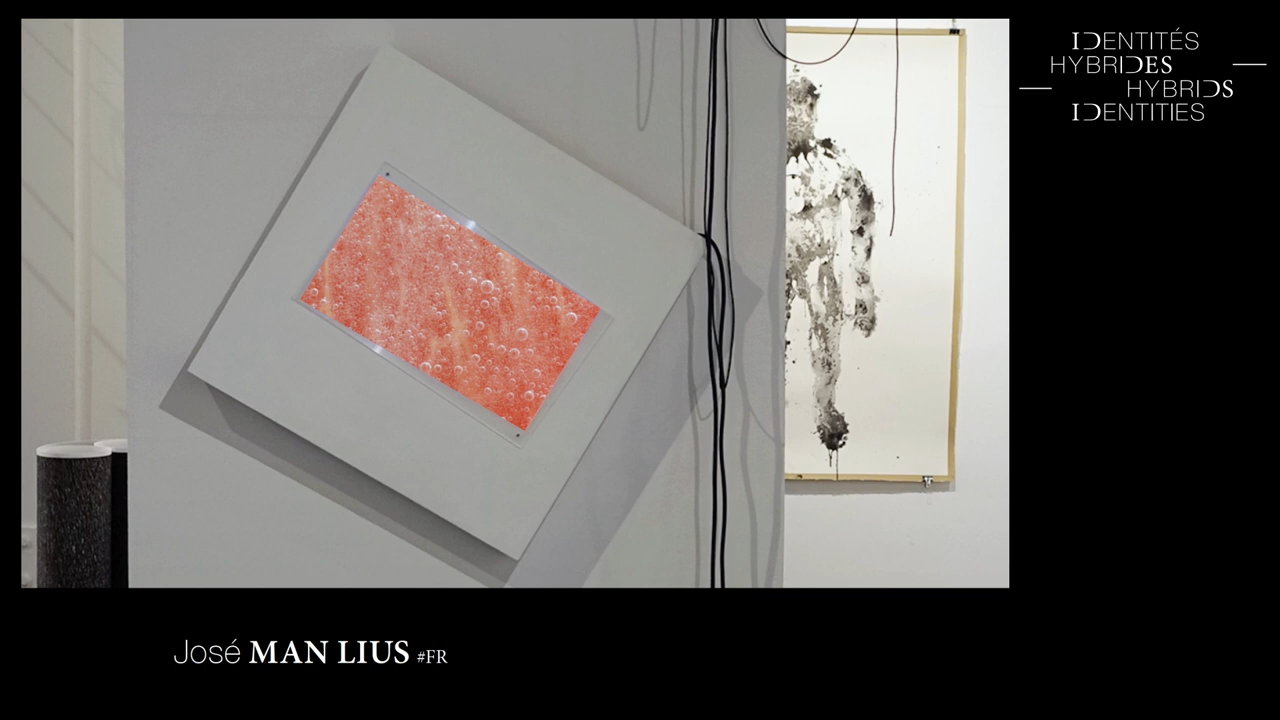 IDENTITÉS
HYBRIDES
HYBRIDS
IDENTITIES
José MAN LIUS #FR